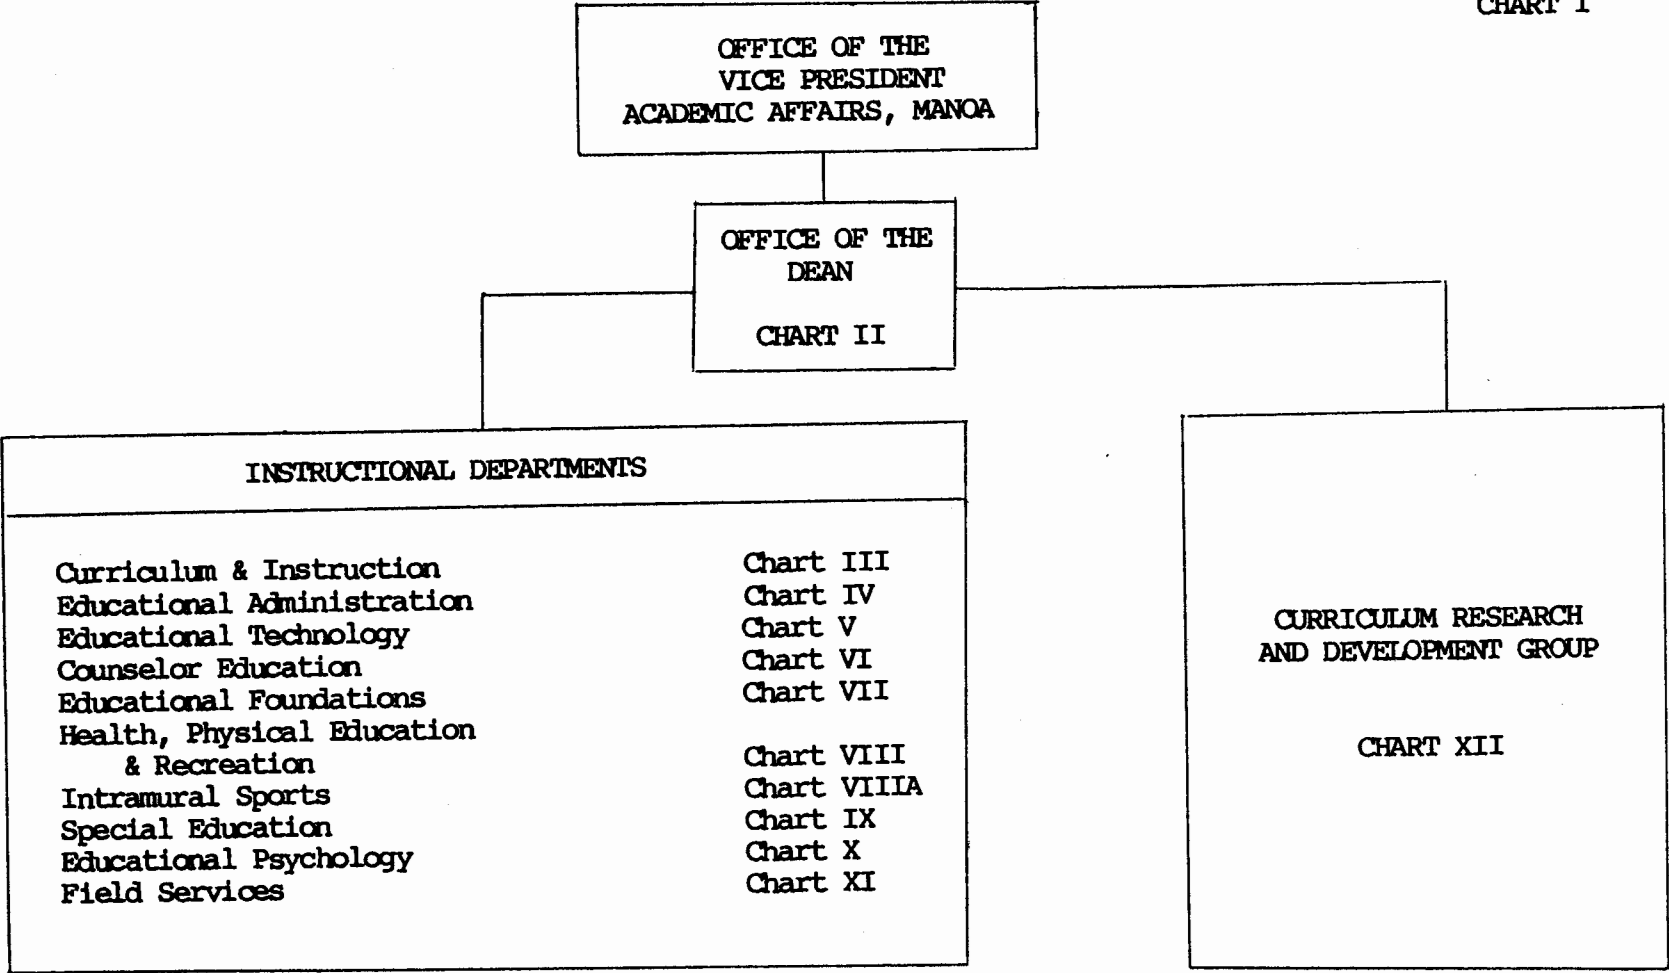 CHART I
OFFICE OF THE
VICE PRESIDENT
ACADEMIC AFFAIRS, MANOA
OFFICE OF THE
DEAN
CHART II
INSTRUCTIONAL DEPARTMENTS
Curriculum & Instruction Chart III
Educational Administration Chart IV
Educational Technology Chart V
Counselor Education Chart VI
Educational Foundations Chart VII
Health, Physical Education
& Recreation Chart VIII
Intramural Sports Chart VIIIA
Special Education Chart IX
Educational Psychology Chart X
Field Services Chart XI
CURRICULUM RESEARCH
AND DEVELOPMENT GROUP
CHART XII